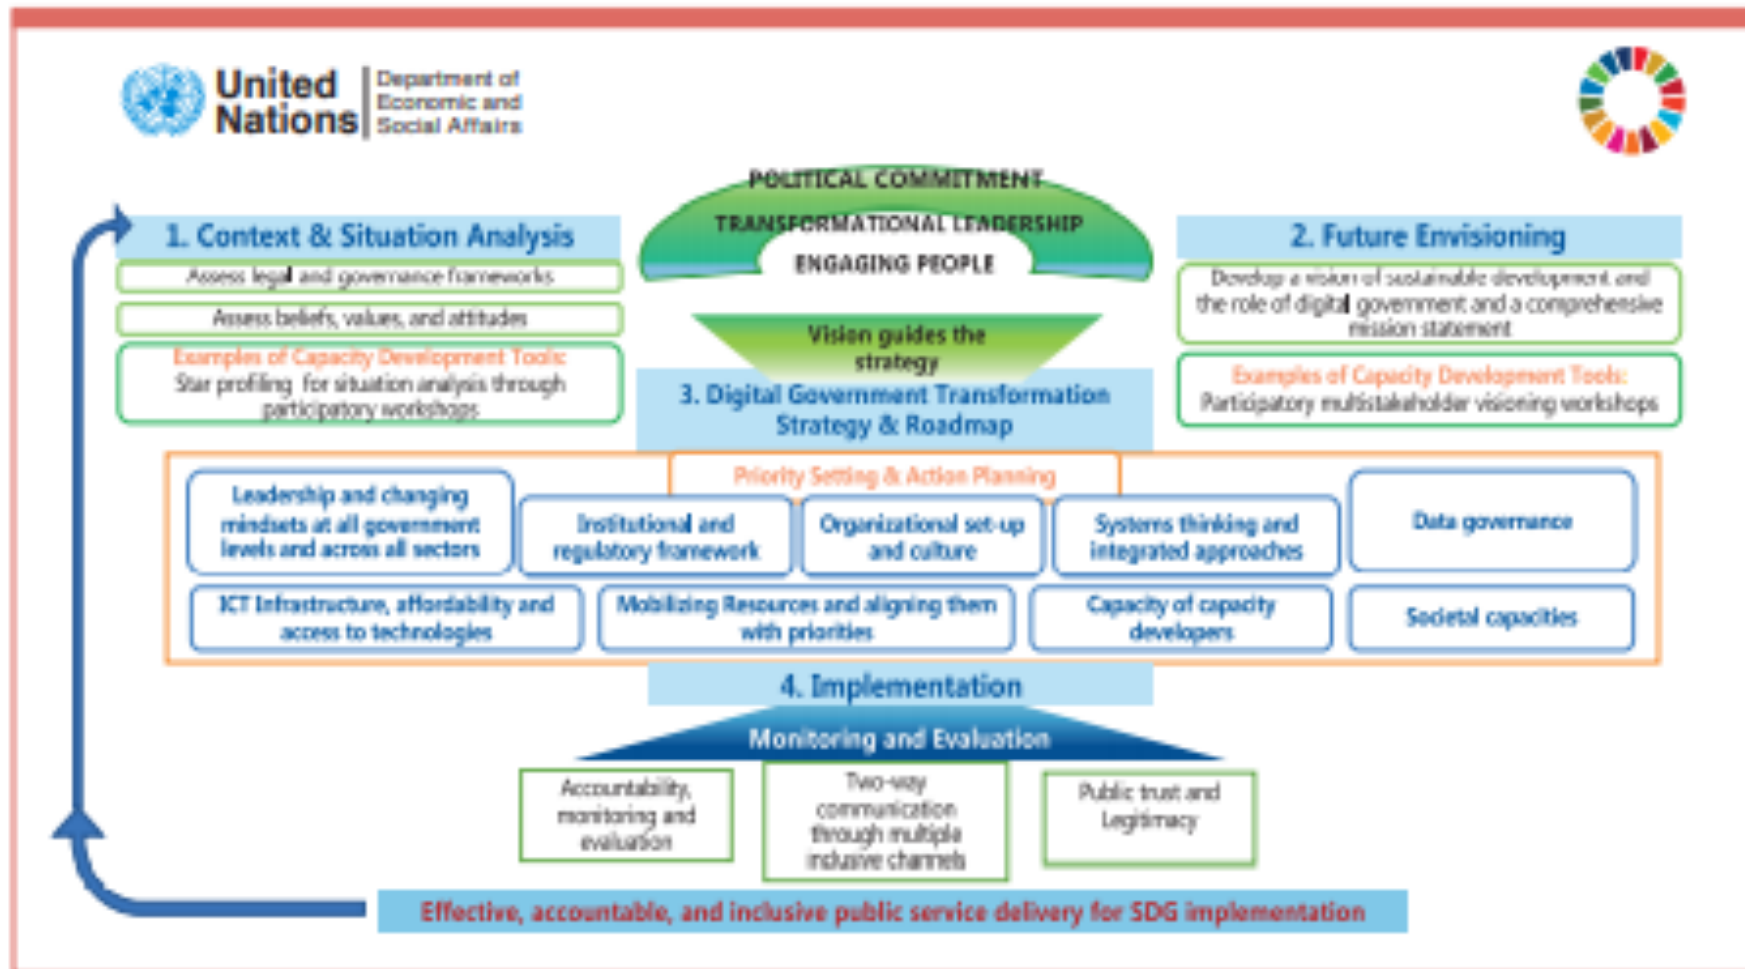 United
Nations
Department of
Economic and
Social Affairs
POLITICAL COMMITMENT
TRANSFORMATIONAL LEADERSHIP
ENGAGING PEOPLE
1. Context & Situation Analysis
Assess legal and governance frameworks
Assess beliefs, values, and attitudes
Examples of Capacity Development Tools:
Star profiling for situation analysis through
participatory workshops
2. Future Envisioning
Develop a vision of sustainable development and
the role of digital government and a comprehensive
mission statement
Examples of Capacity Development Tools:
Participatory multistakeholder visioning workshops
Vision guides the
strategy
3. Digital Government Transformation
Strategy & Roadmap
Priority Setting & Action Planning
Leadership and changing
mindsets at all government
levels and across all sectors
Institutional and
regulatory framework
Organizational set-up
and culture
Systems thinking and
integrated approaches
Data governance
ICT Infrastructure, affordability and
access to technologies
Mobilizing Resources and aligning them
with priorities
Capacity of capacity
developers
Societal capacities
4. Implementation
Monitoring and Evaluation
Accountability,
monitoring and
evaluation
Two-way
communication
through multiple
inclusive channels
Public trust and
Legitimacy
Effective, accountable, and inclusive public service delivery for SDG implementation